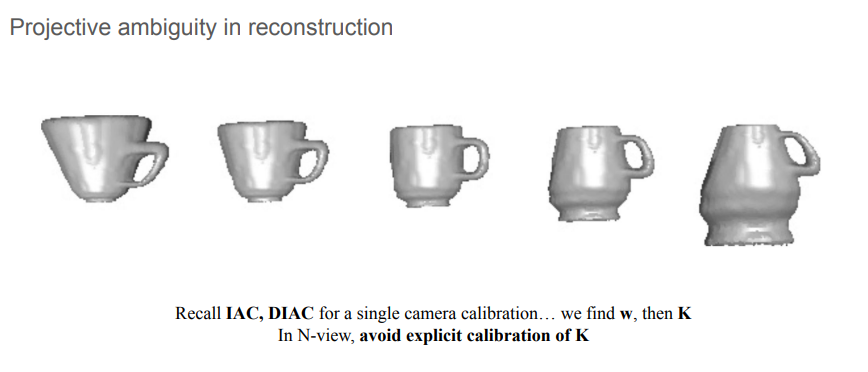 Projective ambiguity in reconstruction
Recall IAC, DIAC for a single camera calibration… we find w, then K
In N-view, avoid explicit calibration of K